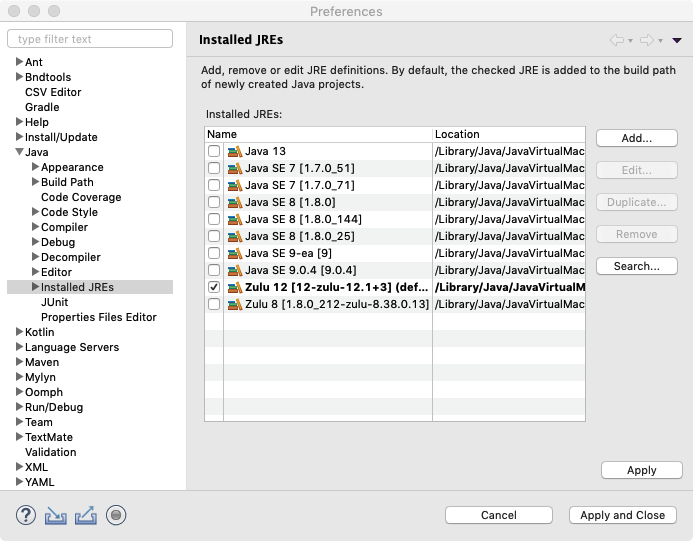 Preferences
type filter text
Ant
Bndtools
CSV Editor
Gradle
Help
Install/Update
Java
Appearance
Build Path
Code Coverage
Code Style
Compiler
Debug
Decompiler
Editor
Installed JREs
JUnit
Properties Files Editor
Kotlin
Language Servers
Maven
Mylyn
Oomph
Run/Debug
Team
TextMate
Validation
XML
YAML
Installed JREs
Add, remove or edit JRE definitions. By default, the checked JRE is added to the build path
of newly created Java projects.
Installed JREs:
Name Location
Java 13 /Library/Java/JavaVirtualMac
Java SE 7 [1.7.0_51] /Library/Java/JavaVirtualMac
Java SE 7 [1.7.0_71] /Library/Java/JavaVirtualMac
Java SE 8 [1.8.0] /Library/Java/JavaVirtualMac
Java SE 8 [1.8.0_144] /Library/Java/JavaVirtualMac
Java SE 8 [1.8.0_25] /Library/Java/JavaVirtualMac
Java SE 9-ea [9] /Library/Java/JavaVirtualMac
Java SE 9.0.4 [9.0.4] /Library/Java/JavaVirtualMac
Zulu 12 [12-zulu-12.1+3] (def... /Library/Java/JavaVirtualM
Zulu 8 [1.8.0_212-zulu-8.38.0.13] /Library/Java/JavaVirtualMac
Add...
Edit...
Duplicate...
Remove
Search...
Apply
?
Cancel
Apply and Close